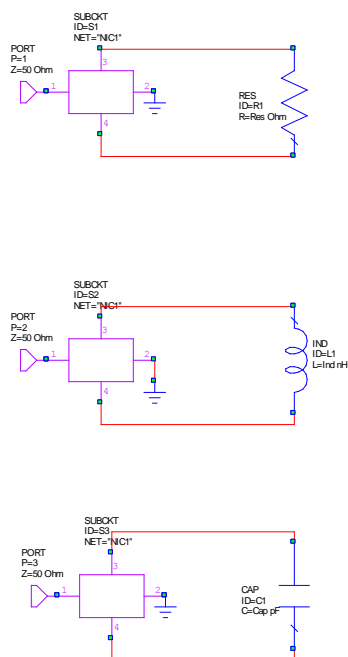 SUBCKT
ID=S1
NET="NIC1"
PORT
P=1
Z=50 Ohm
3
1
2
4
RES
ID=R1
R=Res Ohm
SUBCKT
ID=S2
NET="NIC1"
PORT
P=2
Z=50 Ohm
3
1
2
4
IND
ID=L1
L=Ind nH
SUBCKT
ID=S3
NET="NIC1"
PORT
P=3
Z=50 Ohm
3
1
2
4
CAP
ID=C1
C=Cap pF